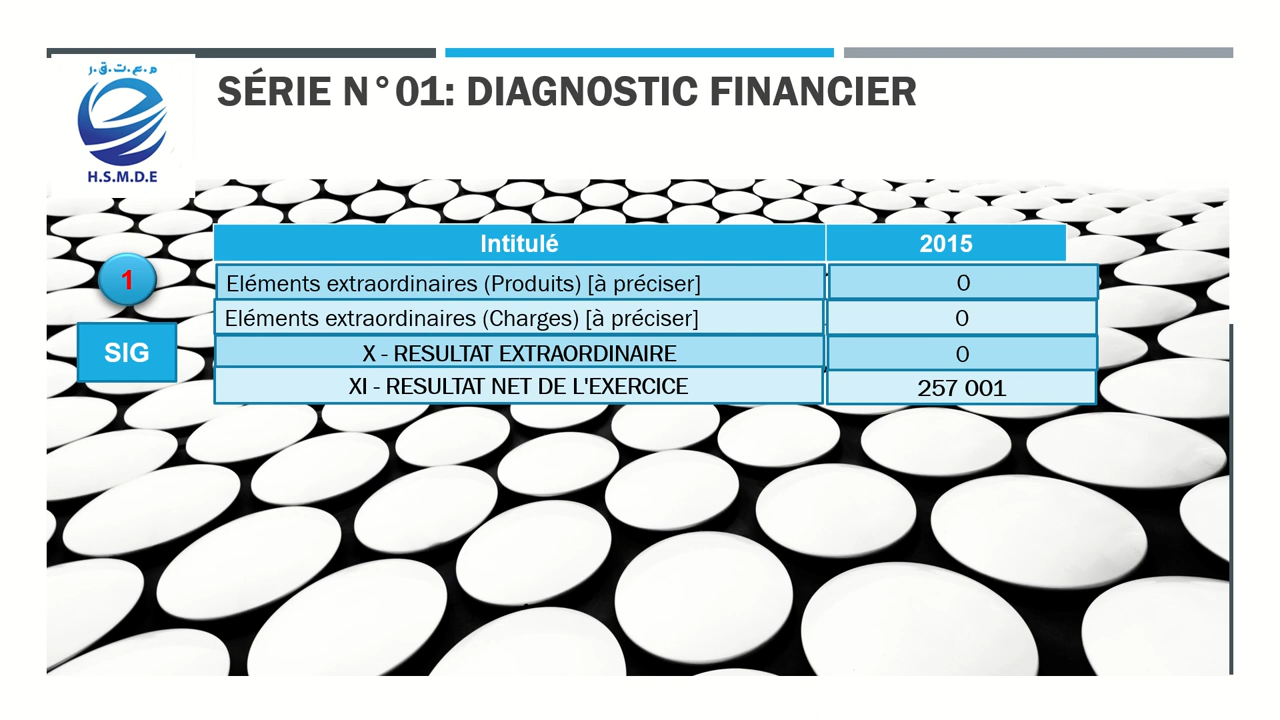 م.ع.ت.ق.ر
H.S.M.D.E
SÉRIE N°01: DIAGNOSTIC FINANCIER
Intitulé 2015
1
Eléments extraordinaires (Produits) [à préciser] 0
Eléments extraordinaires (Charges) [à préciser] 0
SIG
X - RESULTAT EXTRAORDINAIRE 0
XI - RESULTAT NET DE L'EXERCICE 257 001